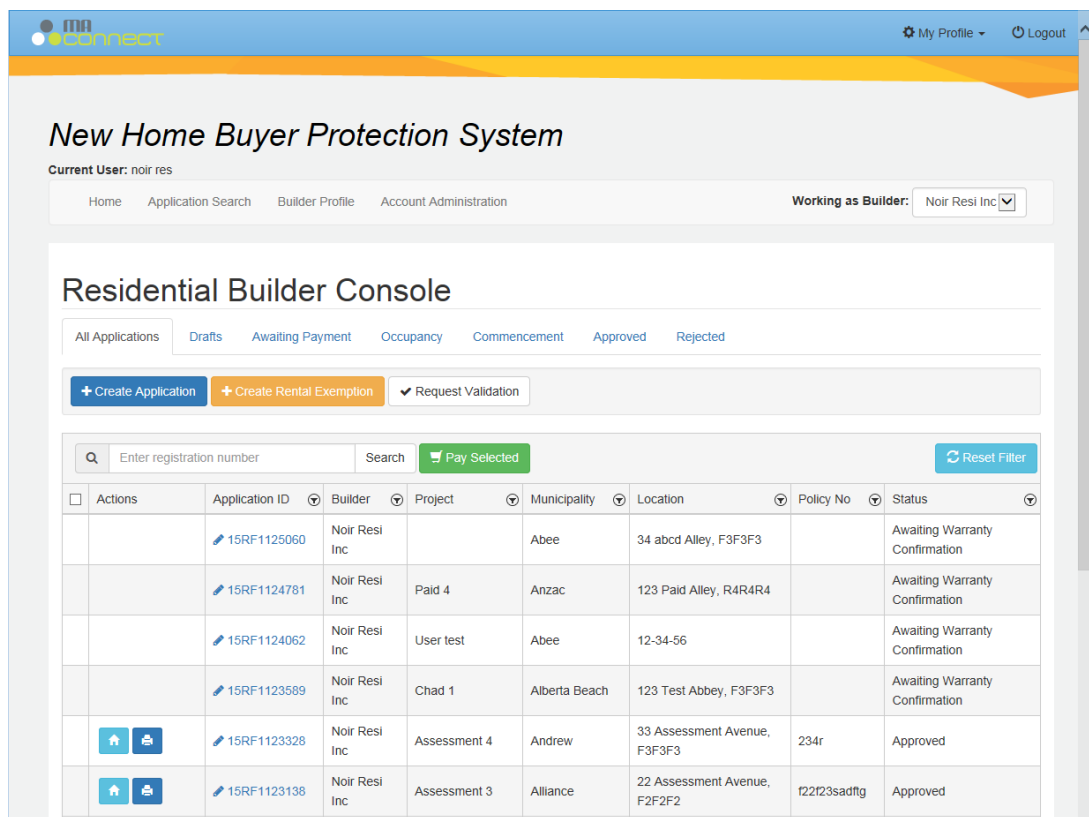 MA
connect
My Profile
Logout
New Home Buyer Protection System
Current User: noir res
Home Application Search Builder Profile Account Administration Working as Builder: Noir Resi Inc
Residential Builder Console
All Applications Drafts Awaiting Payment Occupancy Commencement Approved Rejected
+ Create Application + Create Rental Exemption Request Validation
Enter registration number Search Pay Selected Reset Filter
Actions Application ID Builder Project Municipality Location Policy No Status
15RF1125060 Noir Resi Inc Abee 34 abcd Alley, F3F3F3 Awaiting Warranty Confirmation
15RF1124781 Noir Resi Inc Paid 4 Anzac 123 Paid Alley, R4R4R4 Awaiting Warranty Confirmation
15RF1124062 Noir Resi Inc User test Abee 12-34-56 Awaiting Warranty Confirmation
15RF1123589 Noir Resi Inc Chad 1 Alberta Beach 123 Test Abbey, F3F3F3 Awaiting Warranty Confirmation
15RF1123328 Noir Resi Inc Assessment 4 Andrew 33 Assessment Avenue, F3F3F3 234r Approved
15RF1123138 Noir Resi Inc Assessment 3 Alliance 22 Assessment Avenue, F2F2F2 f22f23sadftg Approved